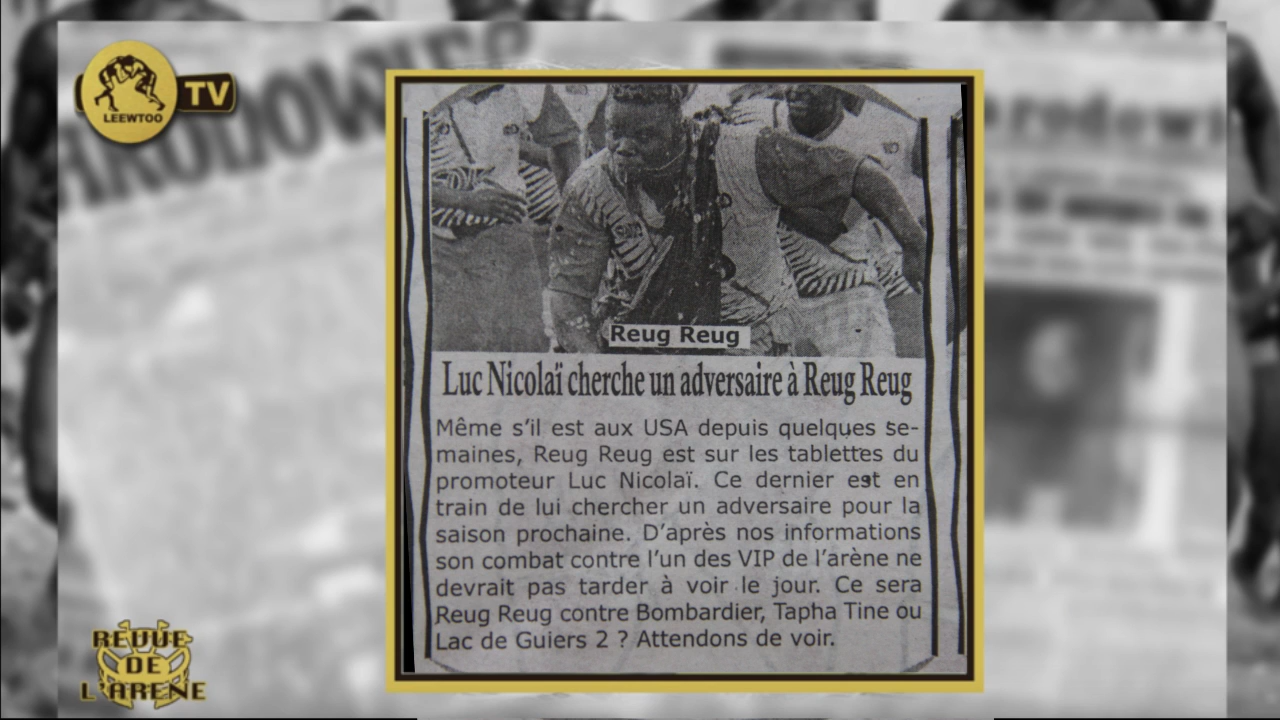 LEEWTOO
TV
Reug Reug
Luc Nicolaï cherche un adversaire à Reug Reug
Même s’il est aux USA depuis quelques se-
maines, Reug Reug est sur les tablettes du
promoteur Luc Nicolaï. Ce dernier est en
train de lui chercher un adversaire pour la
saison prochaine. D’après nos informations
son combat contre l’un des VIP de l’arène ne
devrait pas tarder à voir le jour. Ce sera
Reug Reug contre Bombardier, Tapha Tine ou
Lac de Guiers 2 ? Attendons de voir.
REVUE
DE
L'ARENE